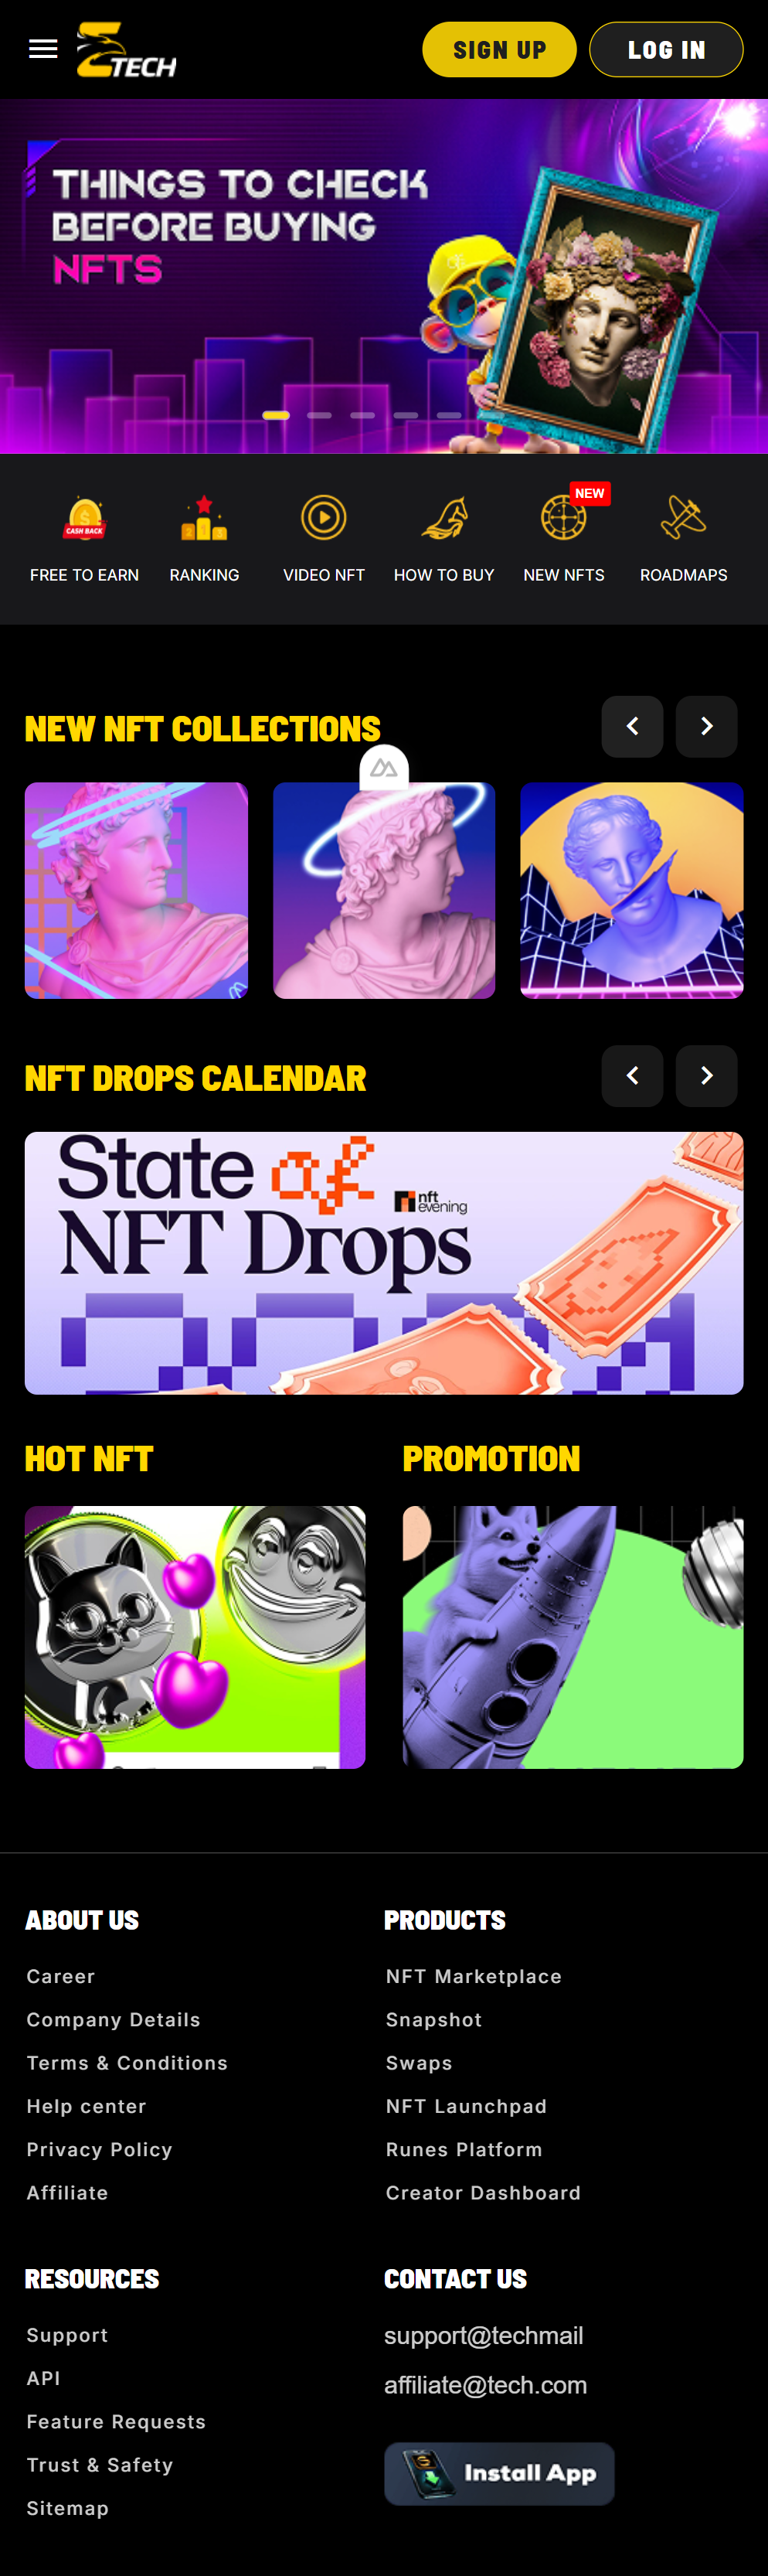 ETECH
SIGN UP
LOG IN
THINGS TO CHECK
BEFORE BUYING
NFTS
CASH BACK
2 1 3
NEW
FREE TO EARN
RANKING
VIDEO NFT
HOW TO BUY
NEW NFTS
ROADMAPS
NEW NFT COLLECTIONS
NFT DROPS CALENDAR
State of
nft
evening
NFT Drops
HOT NFT
PROMOTION
ABOUT US
Career
Company Details
Terms & Conditions
Help center
Privacy Policy
Affiliate
PRODUCTS
NFT Marketplace
Snapshot
Swaps
NFT Launchpad
Runes Platform
Creator Dashboard
RESOURCES
Support
API
Feature Requests
Trust & Safety
Sitemap
CONTACT US
support@techmail
affiliate@tech.com
Install App